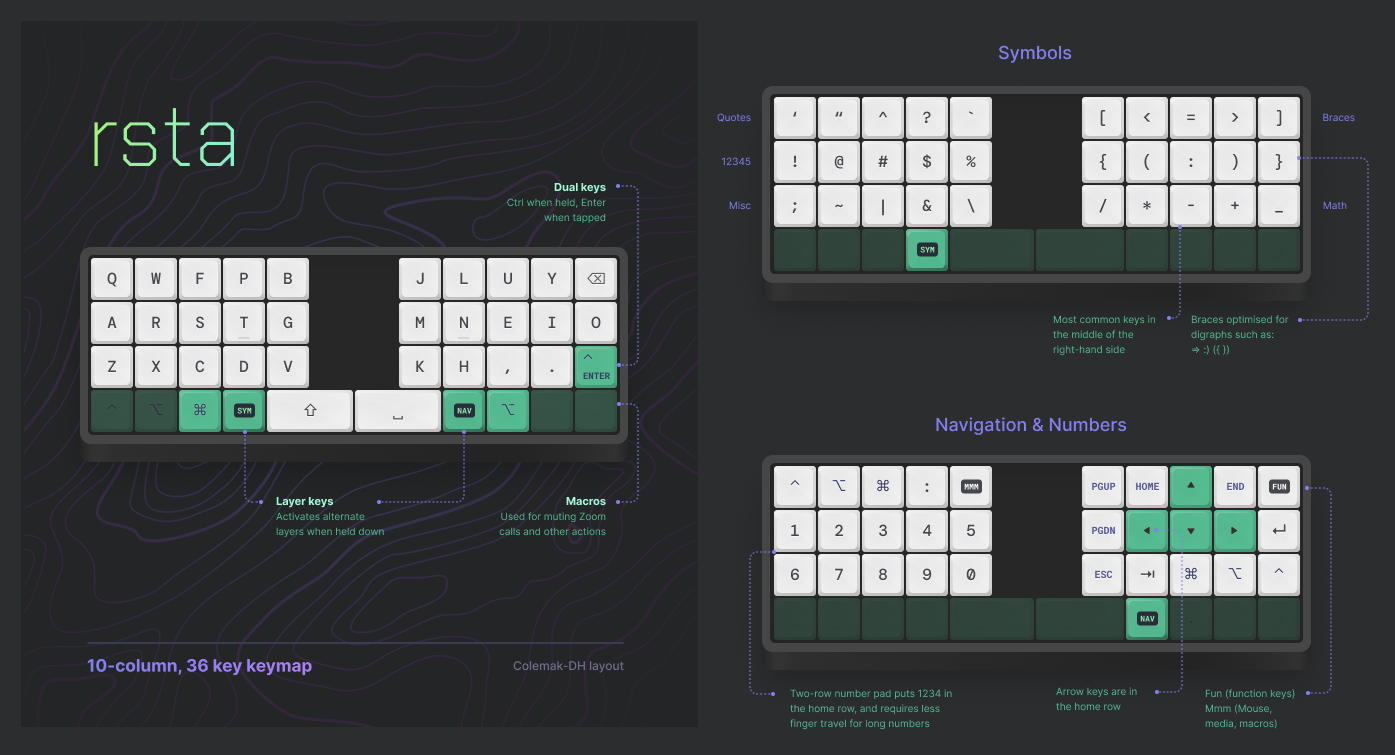 rsta
Dual keys
Ctrl when held, Enter
when tapped
Q W F P B J L U Y ⌫
A R S T G M N E I O
Z X C D V K H , . ^ ENTER
^ ⌥ ⌘ SYM ⇧ ⎵ NAV ⌥
Layer keys
Activates alternate
layers when held down
Macros
Used for muting Zoom
calls and other actions
10-column, 36 key keymap
Colemak-DH layout
Symbols
Quotes ‘ “ ^ ? ` [ < = > ] Braces
12345 ! @ # $ % { ( : ) }
Misc ; ~ | & \ / * - + _ Math
SYM
Most common keys in
the middle of the
right-hand side
Braces optimised for
digraphs such as:
⇒ :) ({ })
Navigation & Numbers
^ ⌥ ⌘ : MMM PGUP HOME ▲ END FUN
1 2 3 4 5 PGDN ◀ ▼ ▶ ↵
6 7 8 9 0 ESC ⇥ ⌘ ⌥ ^
NAV
Two-row number pad puts 1234 in
the home row, and requires less
finger travel for long numbers
Arrow keys are in
the home row
Fun (function keys)
Mmm (Mouse,
media, macros)